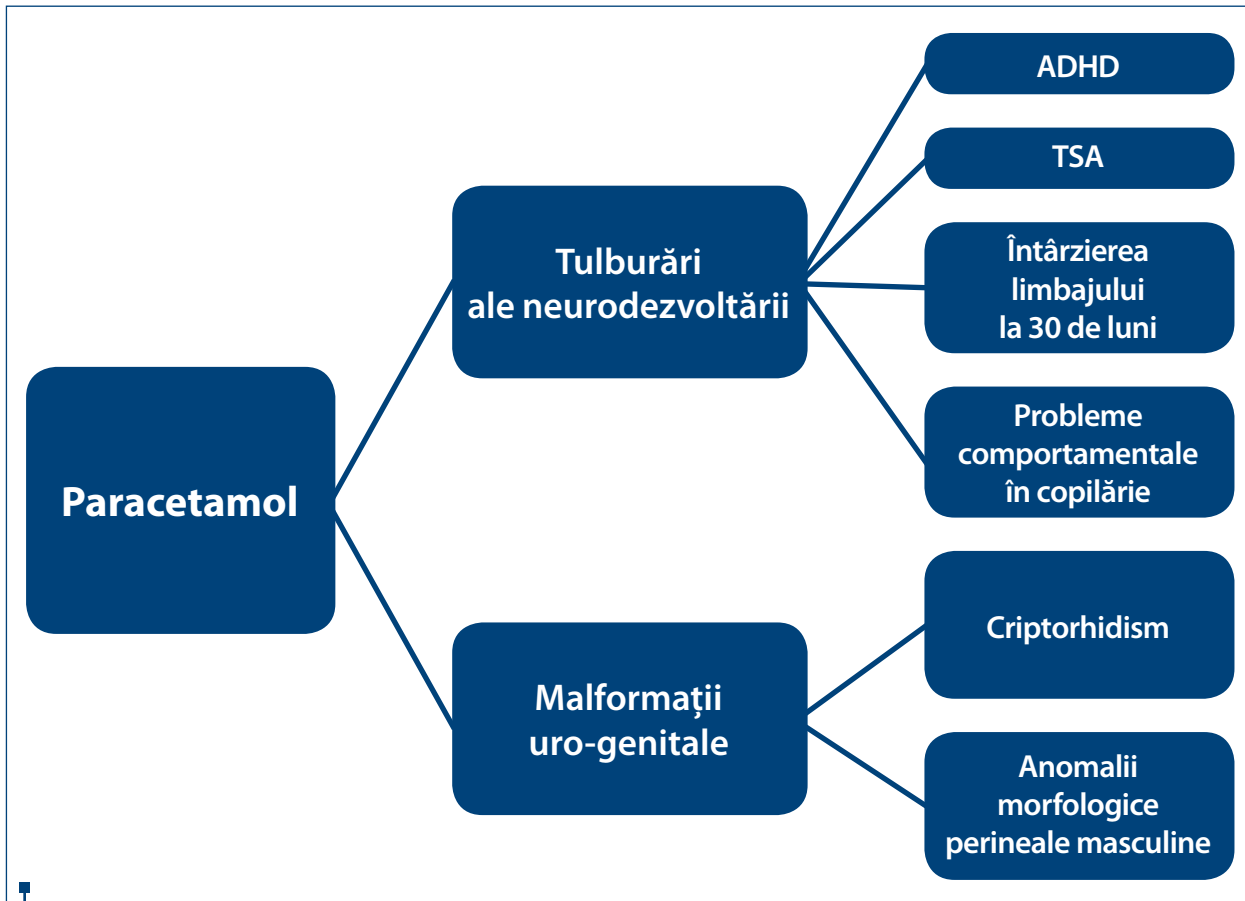 Paracetamol
Tulburări
ale neurodezvoltării
ADHD
TSA
Întârzierea
limbajului
la 30 de luni
Probleme
comportamentale
în copilărie
Malformații
uro-genitale
Criptorhidism
Anomalii
morfologice
perineale masculine